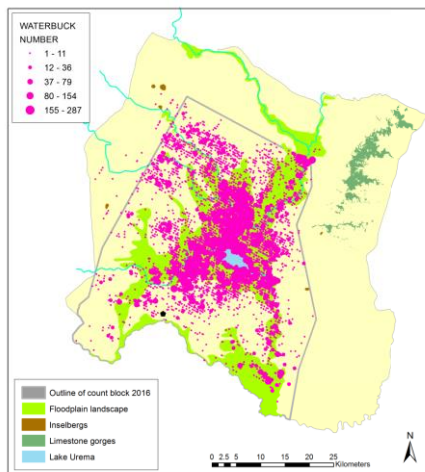 WATERBUCK
NUMBER
1 - 11
12 - 36
37 - 79
80 - 154
155 - 287
Outline of count block 2016
Floodplain landscape
Inselbergs
Limestone gorges
Lake Urema
N
0 2.5 5 10 15 20 25
Kilometers